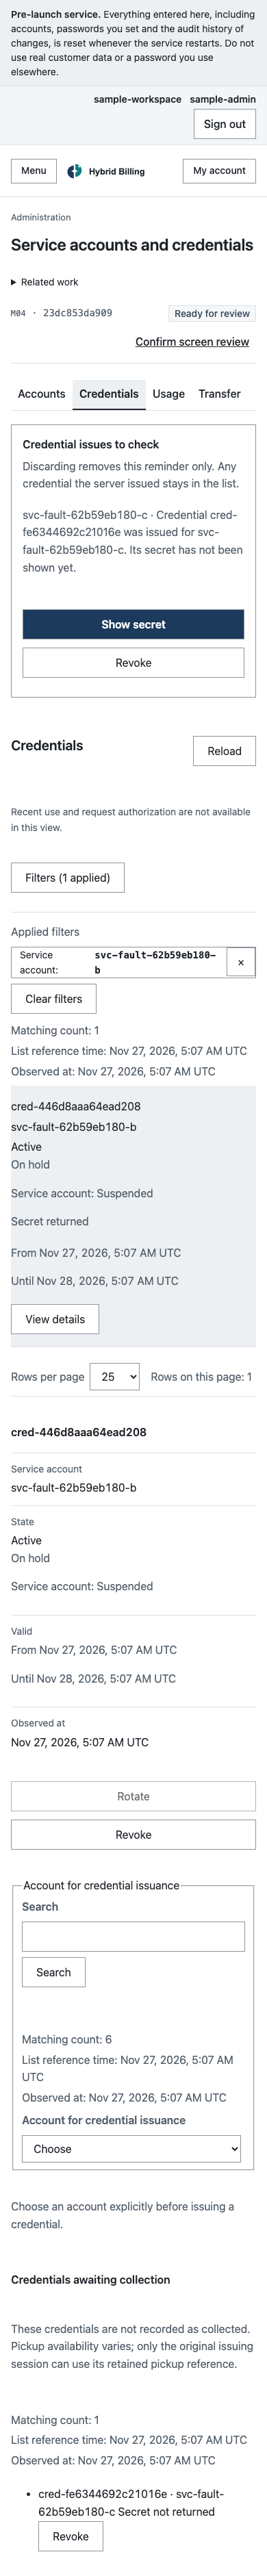 Pre-launch service. Everything entered here, including
accounts, passwords you set and the audit history of
changes, is reset whenever the service restarts. Do not
use real customer data or a password you use
elsewhere.
sample-workspace sample-admin
Sign out
Menu
Hybrid Billing
My account
Administration
Service accounts and credentials
▶ Related work
M04 · 23dc853da909
Ready for review
Confirm screen review
Accounts Credentials Usage Transfer
Credential issues to check
Discarding removes this reminder only. Any
credential the server issued stays in the list.
svc-fault-62b59eb180-c · Credential cred-
fe6344692c21016e was issued for svc-
fault-62b59eb180-c. Its secret has not been
shown yet.
Show secret
Revoke
Credentials
Reload
Recent use and request authorization are not available
in this view.
Filters (1 applied)
Applied filters
Service
account:
svc-fault-62b59eb180-
b
×
Clear filters
Matching count: 1
List reference time: Nov 27, 2026, 5:07 AM UTC
Observed at: Nov 27, 2026, 5:07 AM UTC
cred-446d8aaa64ead208
svc-fault-62b59eb180-b
Active
On hold
Service account: Suspended
Secret returned
From Nov 27, 2026, 5:07 AM UTC
Until Nov 28, 2026, 5:07 AM UTC
View details
Rows per page 25 Rows on this page: 1
cred-446d8aaa64ead208
Service account
svc-fault-62b59eb180-b
State
Active
On hold
Service account: Suspended
Valid
From Nov 27, 2026, 5:07 AM UTC
Until Nov 28, 2026, 5:07 AM UTC
Observed at
Nov 27, 2026, 5:07 AM UTC
Rotate
Revoke
Account for credential issuance
Search
Search
Matching count: 6
List reference time: Nov 27, 2026, 5:07 AM
UTC
Observed at: Nov 27, 2026, 5:07 AM UTC
Account for credential issuance
Choose
Choose an account explicitly before issuing a
credential.
Credentials awaiting collection
These credentials are not recorded as collected.
Pickup availability varies; only the original issuing
session can use its retained pickup reference.
Matching count: 1
List reference time: Nov 27, 2026, 5:07 AM UTC
Observed at: Nov 27, 2026, 5:07 AM UTC
• cred-fe6344692c21016e · svc-fault-
62b59eb180-c Secret not returned
Revoke